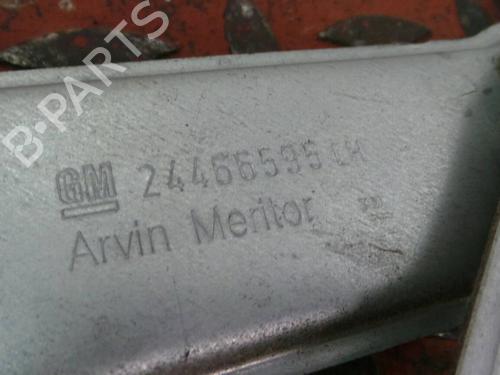 B-PARTS
GM 24466595 LH
Arvin Meritor